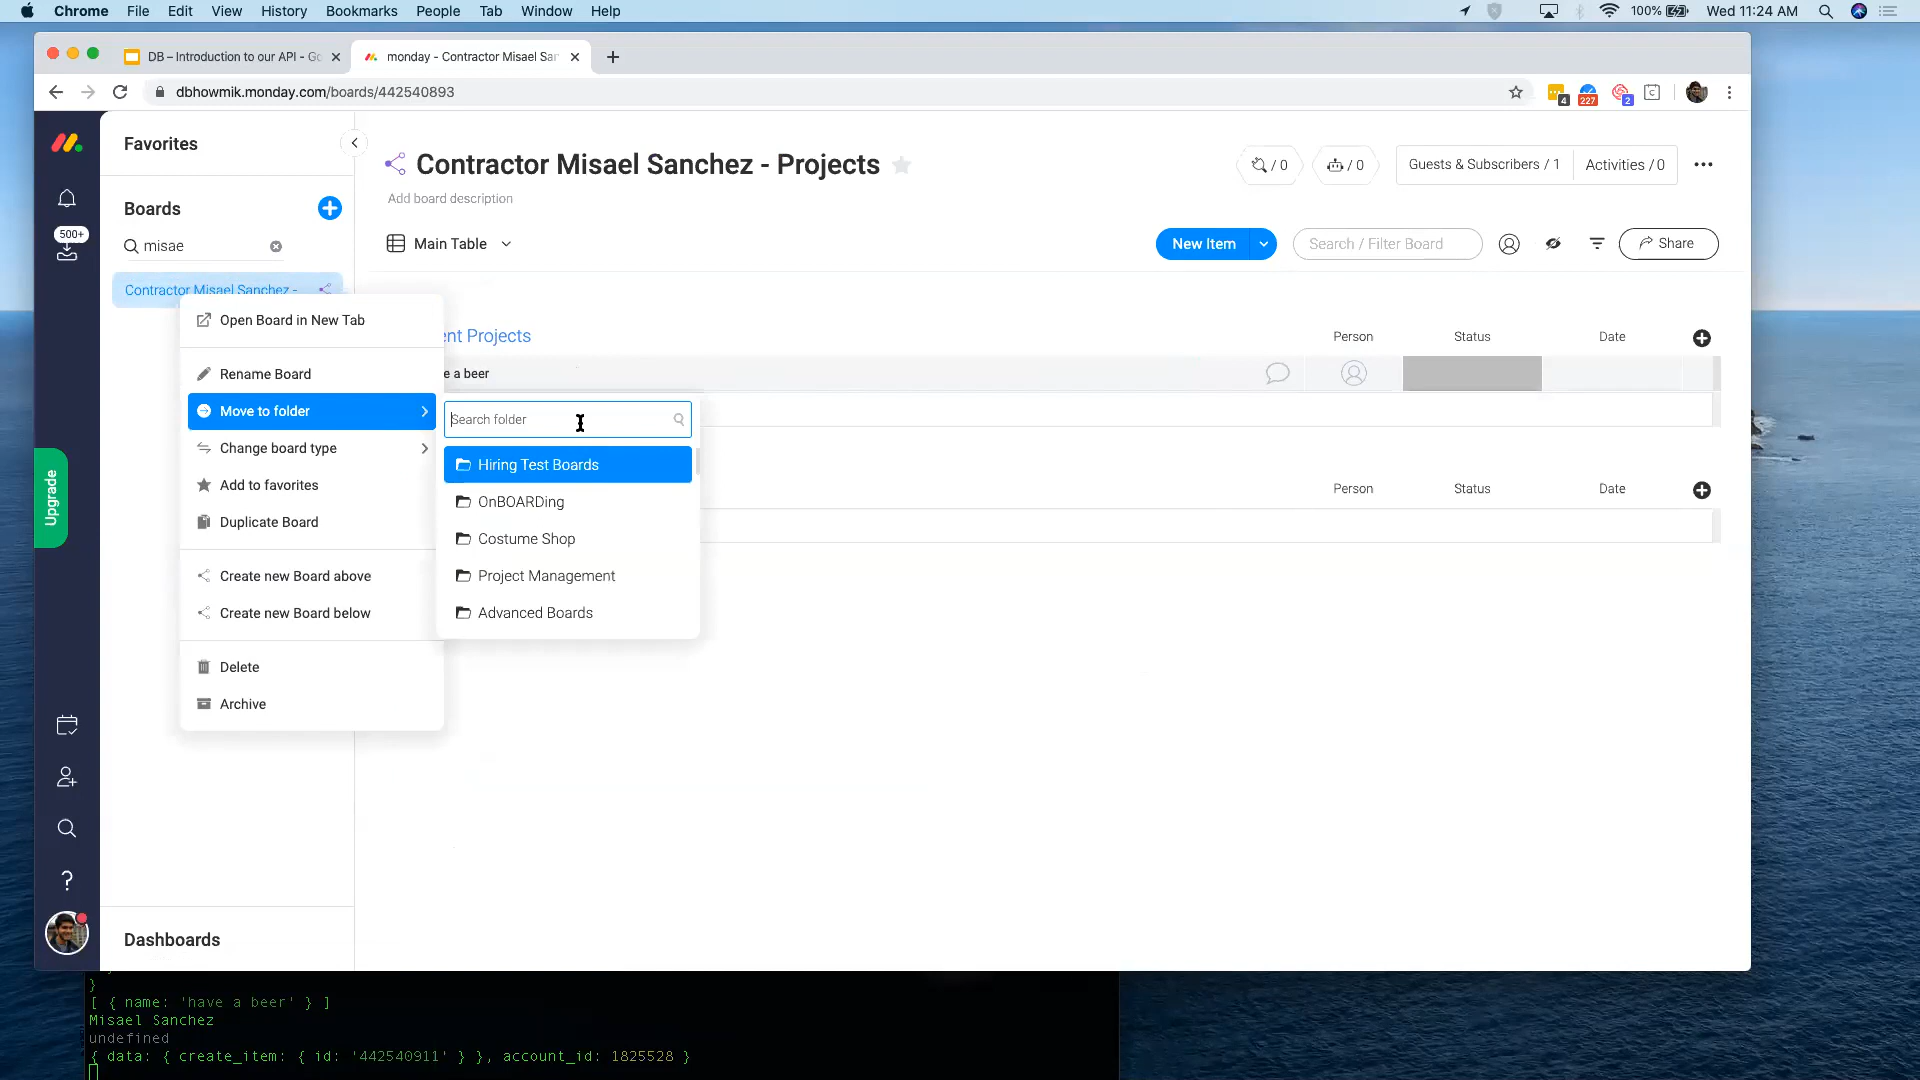 Chrome File Edit View History Bookmarks People Tab Window Help 100% Wed 11:24 AM
DB – Introduction to our API - Go
monday - Contractor Misael San
dbhowmik.monday.com/boards/442540893
4 227 2
Favorites
Boards
misae
Contractor Misael Sanchez -
500+
Upgrade
Dashboards
Contractor Misael Sanchez - Projects
/ 0 / 0 Guests & Subscribers / 1 Activities / 0
Add board description
Main Table
New Item Search / Filter Board Share
ent Projects Person Status Date
e a beer
Person Status Date
Open Board in New Tab
Rename Board
Move to folder
Change board type
Add to favorites
Duplicate Board
Create new Board above
Create new Board below
Delete
Archive
Search folder
Hiring Test Boards
OnBOARDing
Costume Shop
Project Management
Advanced Boards
}
[ { name: 'have a beer' } ]
Misael Sanchez
undefined
{ data: { create_item: { id: '442540911' } }, account_id: 1825528 }